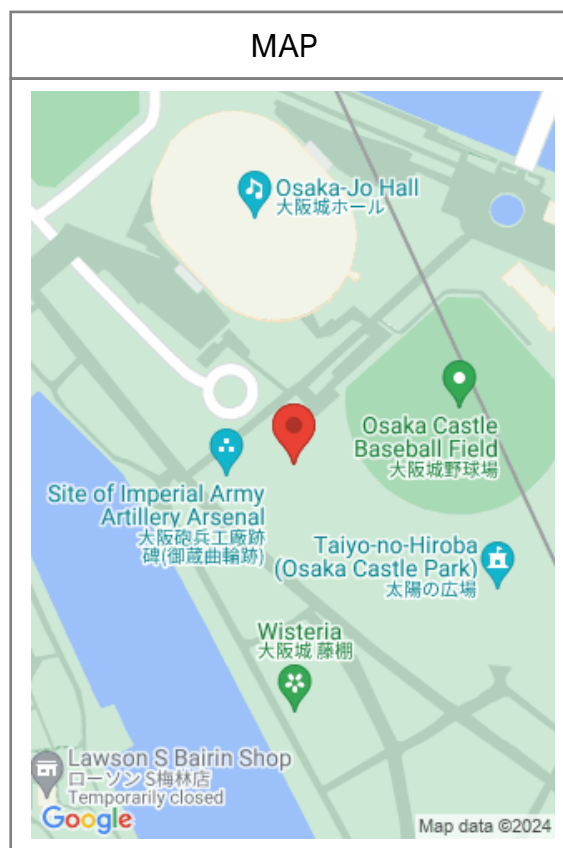 MAP
Osaka-Jo Hall
大阪城ホール
Osaka Castle
Baseball Field
大阪城野球場
Site of Imperial Army
Artillery Arsenal
大阪砲兵工廠跡
碑(御蔵曲輪跡)
Taiyo-no-Hiroba
(Osaka Castle Park)
太陽の広場
Wisteria
大阪城 藤棚
Lawson S Bairin Shop
ローソン S梅林店
Temporarily closed
Google
Map data ©2024